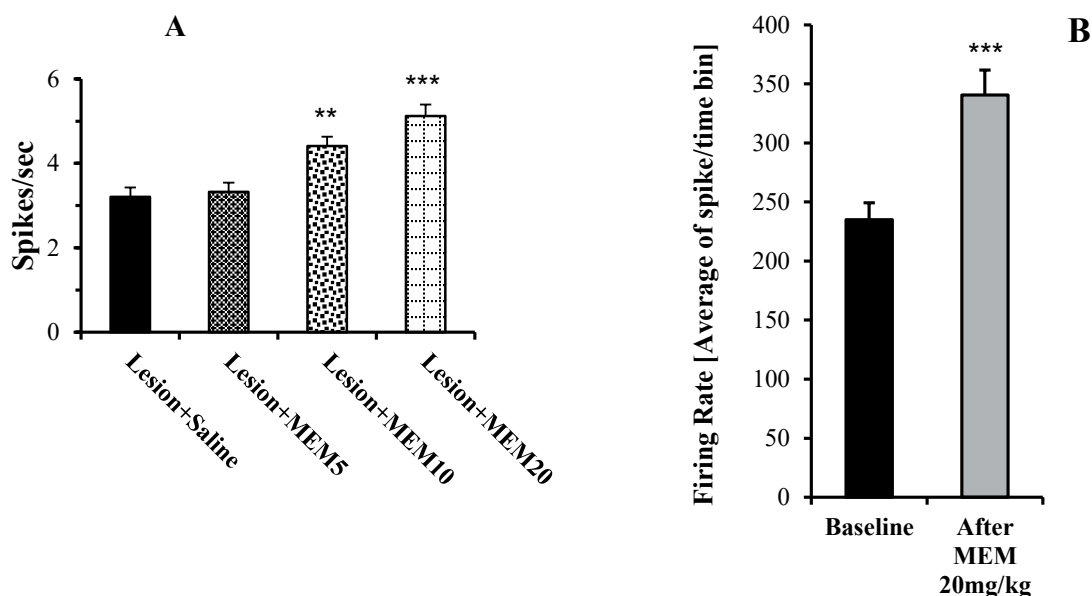 A
Spikes/sec
6
4
2
0
**
***
Lesion+Saline
Lesion+MEM5
Lesion+MEM10
Lesion+MEM20
B
Firing Rate [Average of spike/time bin]
400
350
300
250
200
150
100
50
0
***
Baseline
After
MEM
20mg/kg